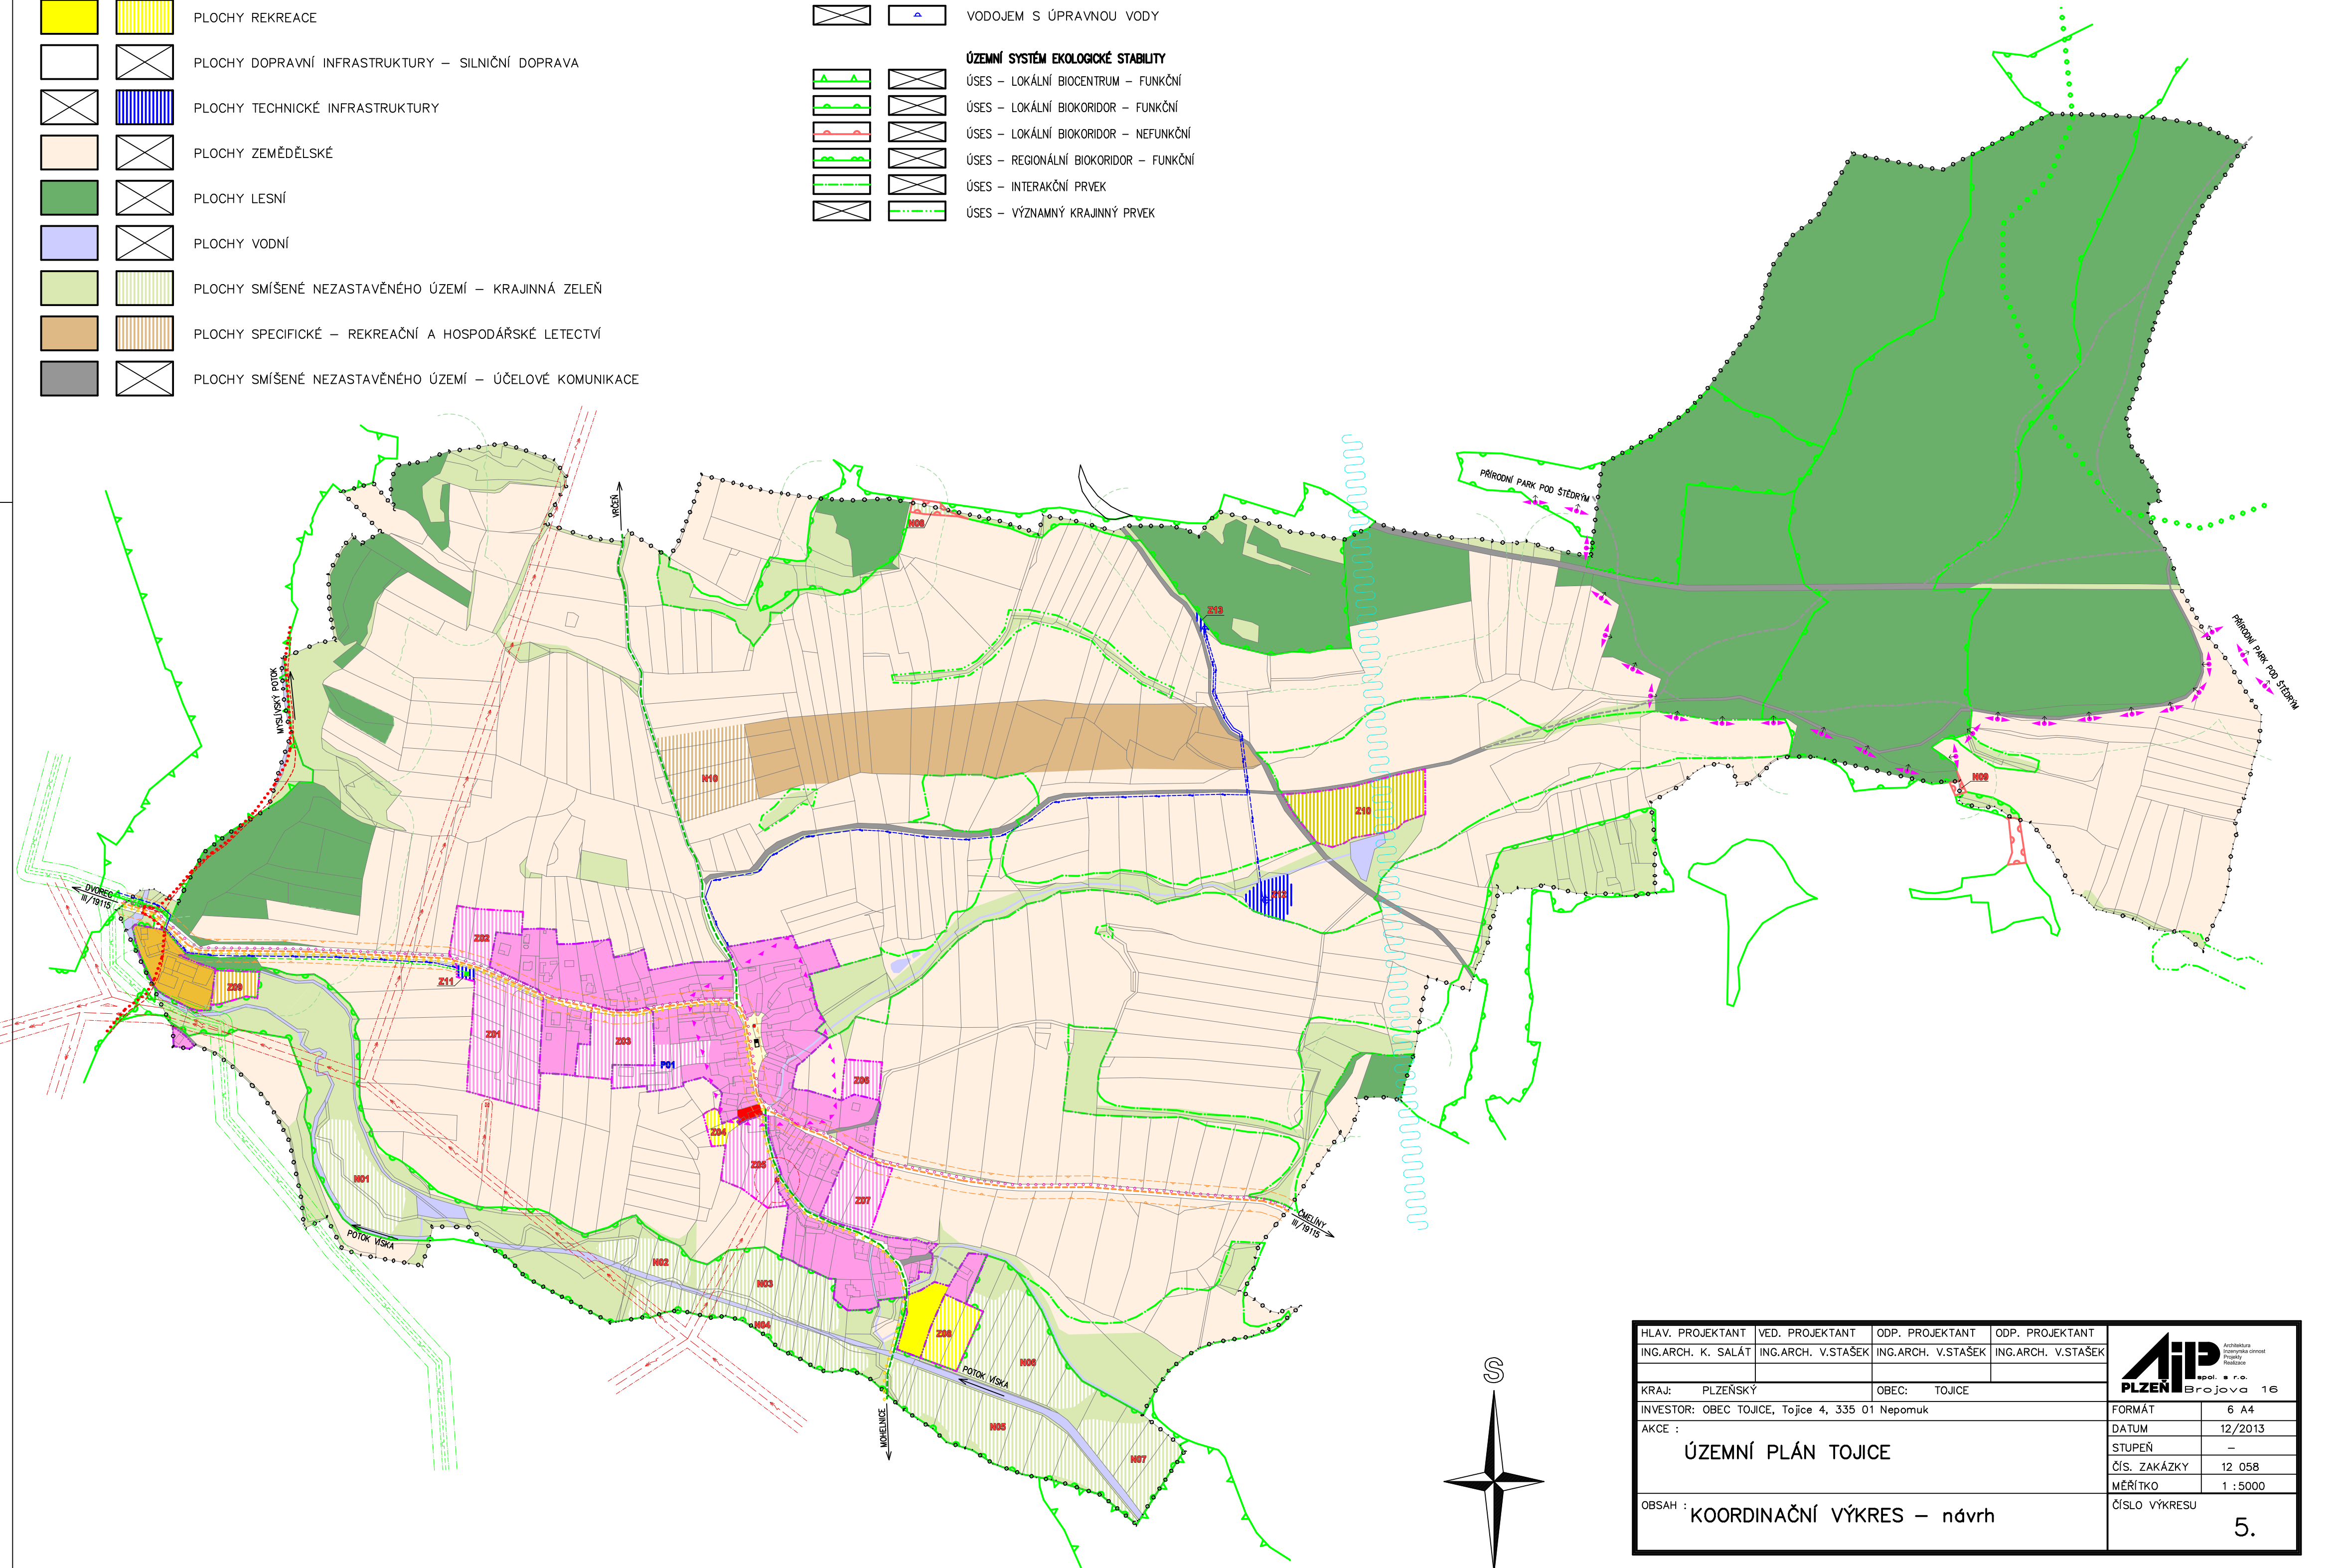 PLOCHY REKREACE
PLOCHY DOPRAVNÍ INFRASTRUKTURY – SILNIČNÍ DOPRAVA
PLOCHY TECHNICKÉ INFRASTRUKTURY
PLOCHY ZEMĚDĚLSKÉ
PLOCHY LESNÍ
PLOCHY VODNÍ
PLOCHY SMÍŠENÉ NEZASTAVĚNÉHO ÚZEMÍ – KRAJINNÁ ZELEŇ
PLOCHY SPECIFICKÉ – REKREAČNÍ A HOSPODÁŘSKÉ LETECTVÍ
PLOCHY SMÍŠENÉ NEZASTAVĚNÉHO ÚZEMÍ – ÚČELOVÉ KOMUNIKACE
VODOJEM S ÚPRAVNOU VODY
ÚZEMNÍ SYSTÉM EKOLOGICKÉ STABILITY
ÚSES – LOKÁLNÍ BIOCENTRUM – FUNKČNÍ
ÚSES – LOKÁLNÍ BIOKORIDOR – FUNKČNÍ
ÚSES – LOKÁLNÍ BIOKORIDOR – NEFUNKČNÍ
ÚSES – REGIONÁLNÍ BIOKORIDOR – FUNKČNÍ
ÚSES – INTERAKČNÍ PRVEK
ÚSES – VÝZNAMNÝ KRAJINNÝ PRVEK
PŘÍRODNÍ PARK POD ŠTĚDRÝM
VRČEŇ
N08
Z13
PŘÍRODNÍ PARK POD ŠTĚDRÝM
MYSLÍVSKÝ POTOK
N10
N09
Z10
DVOREC
III/19115
Z12
Z02
Z11
Z09
Z01
Z03
P01
Z05
Z04
Z06
N01
Z07
POTOK VÍSKA
ČMELÍNY
III/19115
N02
N03
N04
Z08
N06
POTOK VÍSKA
MOHELNICE
N05
N07
S
HLAV. PROJEKTANT VED. PROJEKTANT ODP. PROJEKTANT ODP. PROJEKTANT
ING.ARCH. K. SALÁT ING.ARCH. V.STAŠEK ING.ARCH. V.STAŠEK ING.ARCH. V.STAŠEK
KRAJ: PLZEŇSKÝ OBEC: TOJICE
INVESTOR: OBEC TOJICE, Tojice 4, 335 01 Nepomuk
AKCE :
ÚZEMNÍ PLÁN TOJICE
OBSAH : KOORDINAČNÍ VÝKRES – návrh
AIP
Architektura
Inzenyrska cinnost
Projekty
Realizace
spol. s r.o.
PLZEŇ Brojova 16
FORMÁT 6 A4
DATUM 12/2013
STUPEŇ –
ČÍS. ZAKÁZKY 12 058
MĚŘÍTKO 1 :5000
ČÍSLO VÝKRESU
5.